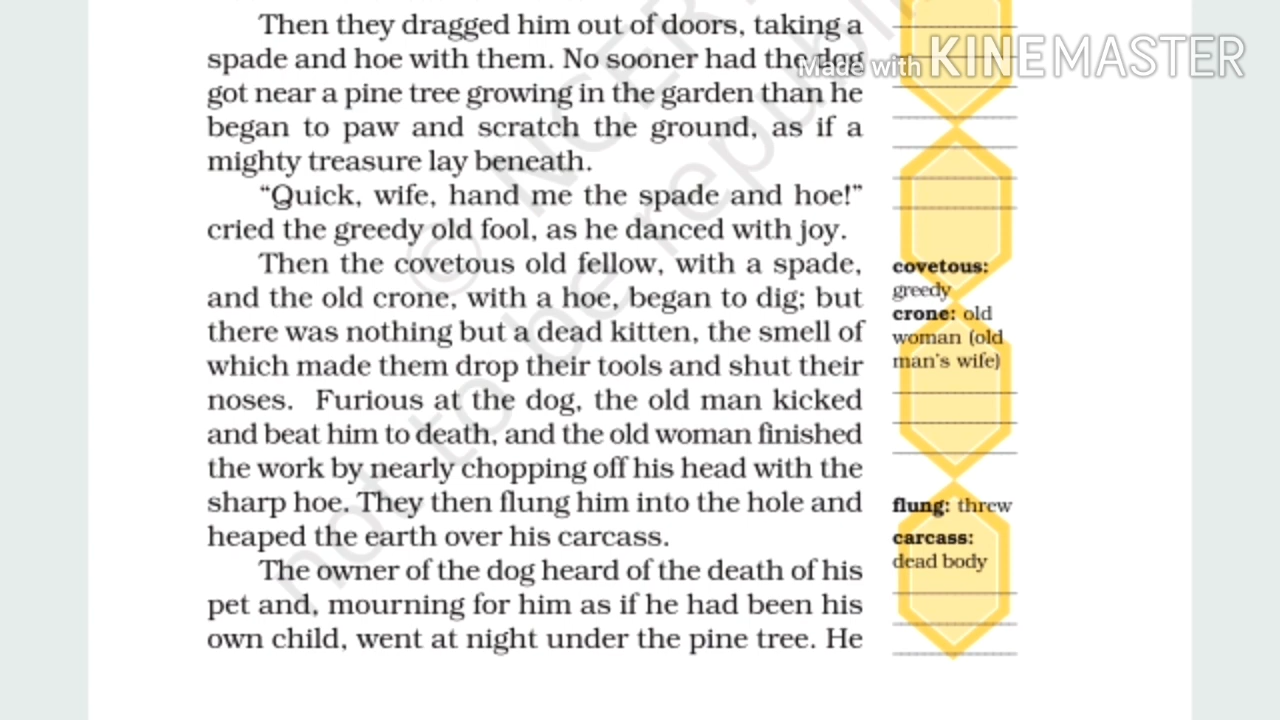 Then they dragged him out of doors, taking a
spade and hoe with them. No sooner had the dog
got near a pine tree growing in the garden than he
began to paw and scratch the ground, as if a
mighty treasure lay beneath.
“Quick, wife, hand me the spade and hoe!”
cried the greedy old fool, as he danced with joy.
Then the covetous old fellow, with a spade,
and the old crone, with a hoe, began to dig; but
there was nothing but a dead kitten, the smell of
which made them drop their tools and shut their
noses. Furious at the dog, the old man kicked
and beat him to death, and the old woman finished
the work by nearly chopping off his head with the
sharp hoe. They then flung him into the hole and
heaped the earth over his carcass.
The owner of the dog heard of the death of his
pet and, mourning for him as if he had been his
own child, went at night under the pine tree. He
Made with KINEMASTER
covetous:
greedy
crone: old
woman (old
man's wife)
flung: threw
carcass:
dead body
© NCERT
not to be republi